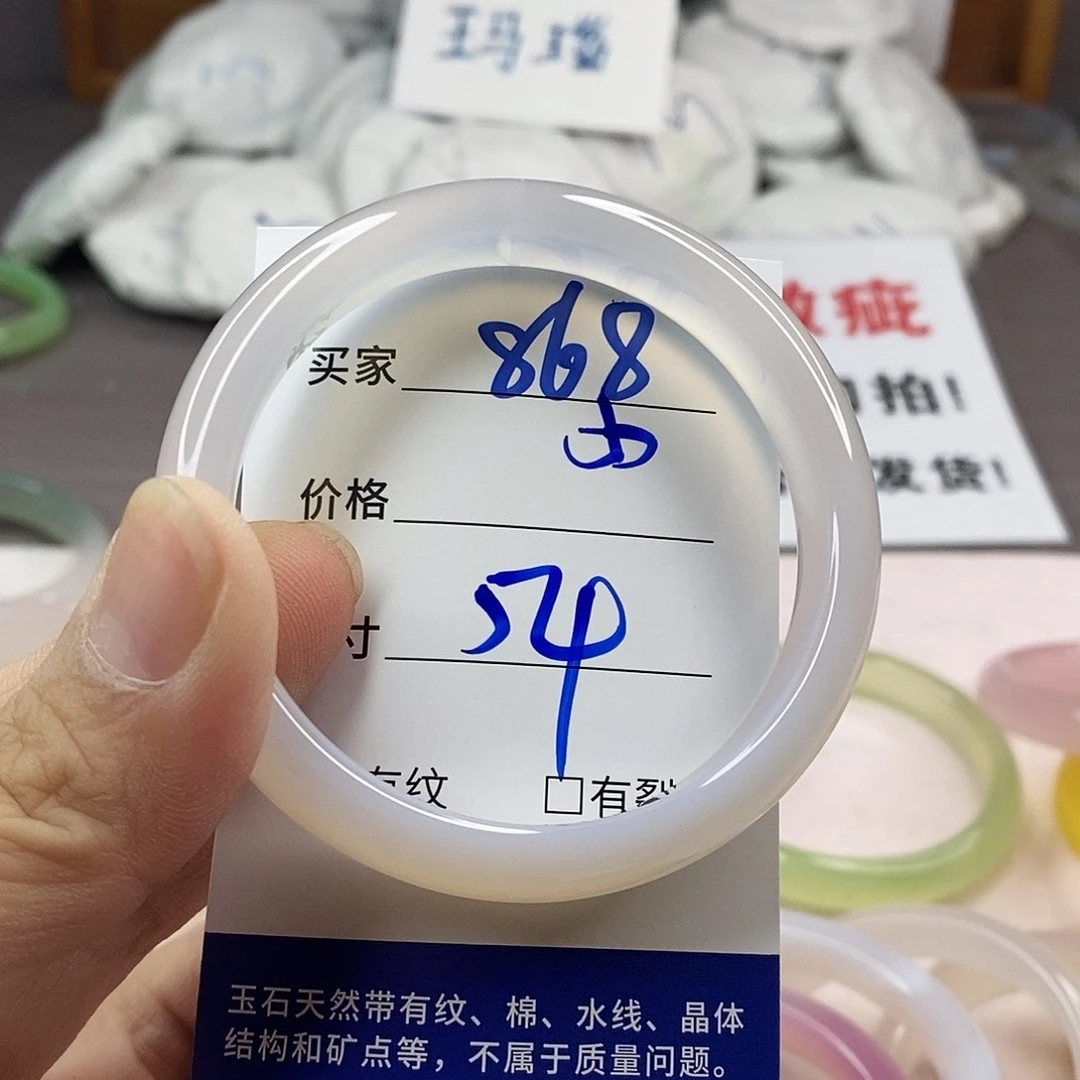 玛瑙
疵
拍!
发货!
买家 868
价格
寸 54
有纹 □有裂
玉石天然带有纹、棉、水线、晶体
结构和矿点等，不属于质量问题。